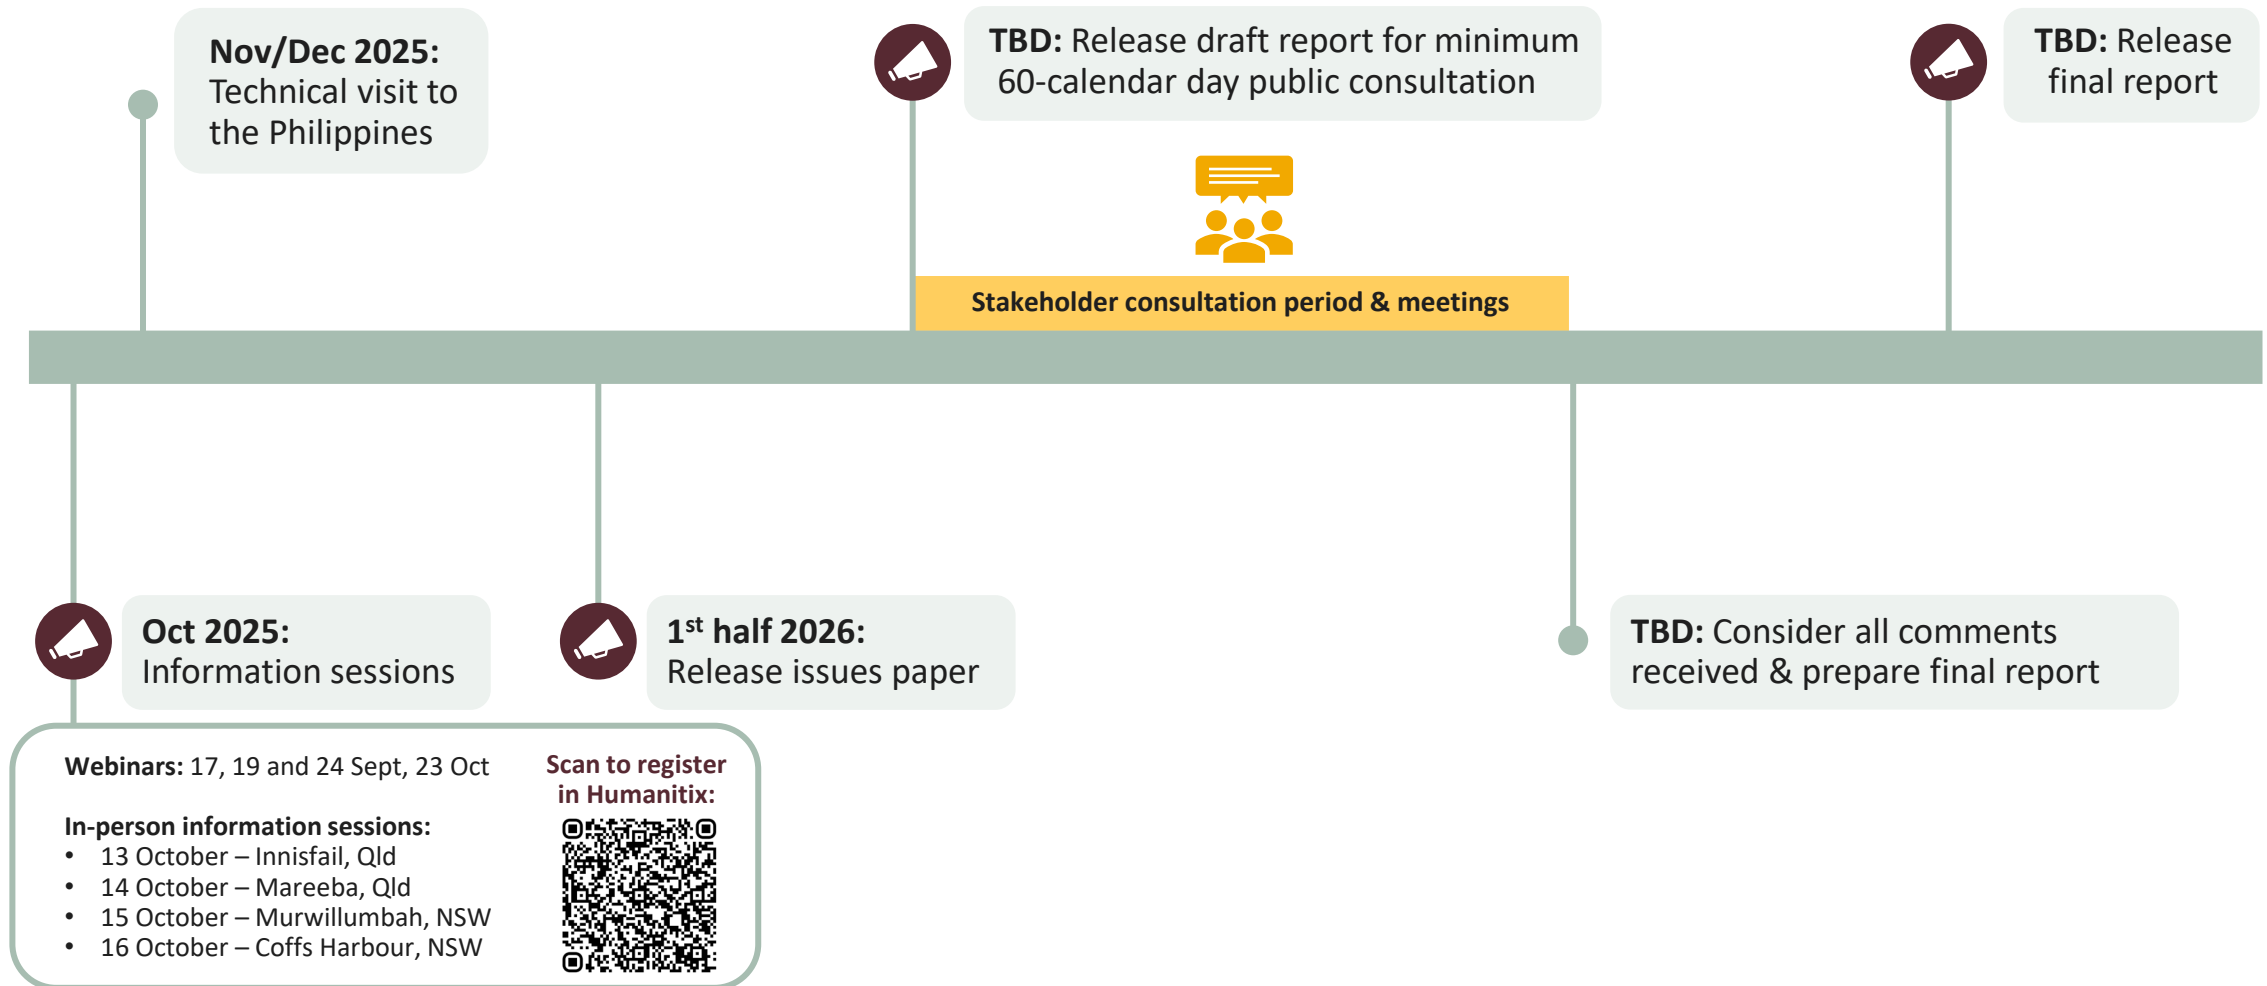 Nov/Dec 2025:
Technical visit to
the Philippines
TBD: Release draft report for minimum
60-calendar day public consultation
TBD: Release
final report
Stakeholder consultation period & meetings
Oct 2025:
Information sessions
1st half 2026:
Release issues paper
TBD: Consider all comments
received & prepare final report
Webinars: 17, 19 and 24 Sept, 23 Oct
In-person information sessions:
• 13 October – Innisfail, Qld
• 14 October – Mareeba, Qld
• 15 October – Murwillumbah, NSW
• 16 October – Coffs Harbour, NSW
Scan to register
in Humanitix: